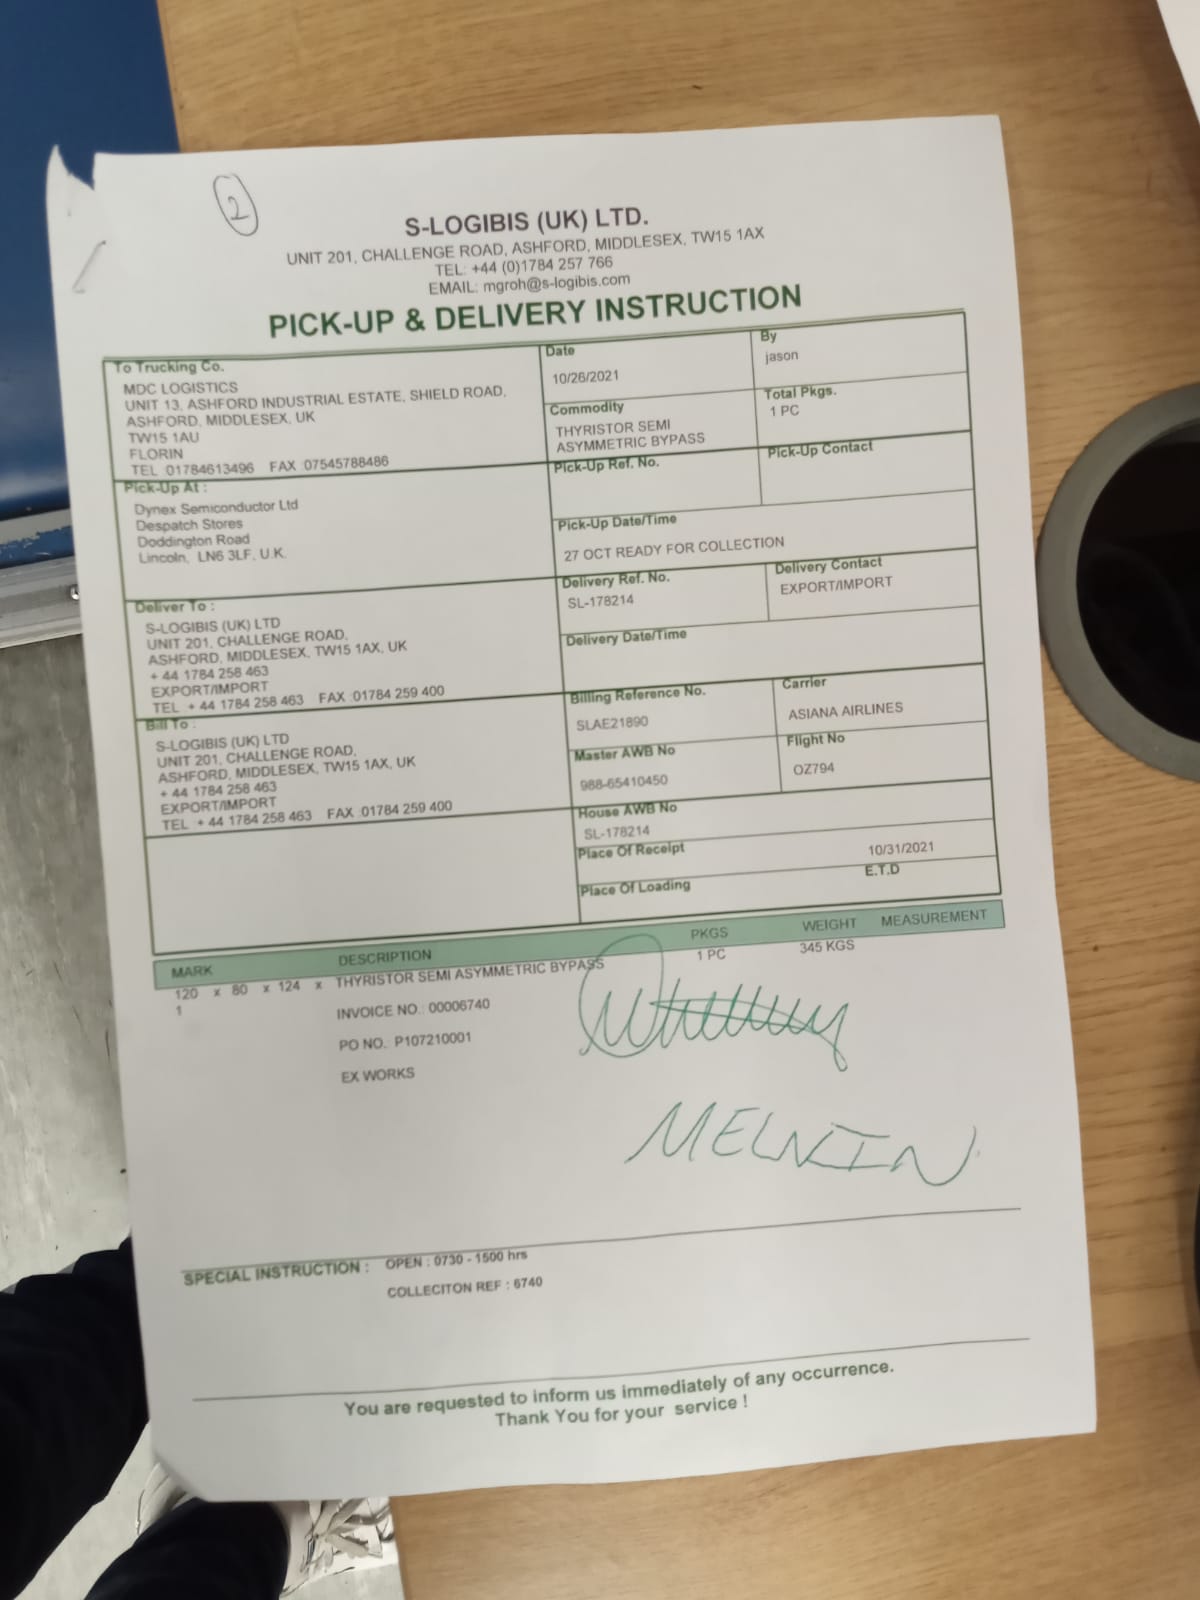 2
S-LOGIBIS (UK) LTD.
UNIT 201, CHALLENGE ROAD, ASHFORD, MIDDLESEX, TW15 1AX
TEL: +44 (0)1784 257 766
EMAIL: mgroh@s-logibis.com
PICK-UP & DELIVERY INSTRUCTION
To Trucking Co.
MDC LOGISTICS
UNIT 13, ASHFORD INDUSTRIAL ESTATE, SHIELD ROAD,
ASHFORD, MIDDLESEX, UK
TW15 1AU
FLORIN
TEL :01784613496 FAX :07545788486
Date
10/26/2021
By
jason
Commodity
THYRISTOR SEMI
ASYMMETRIC BYPASS
Total Pkgs.
1 PC
Pick-Up At :
Dynex Semiconductor Ltd
Despatch Stores
Doddington Road
Lincoln, LN6 3LF, U.K.
Pick-Up Ref. No.
Pick-Up Contact
Pick-Up Date/Time
27 OCT READY FOR COLLECTION
Deliver To :
S-LOGIBIS (UK) LTD
UNIT 201, CHALLENGE ROAD,
ASHFORD, MIDDLESEX, TW15 1AX, UK
+ 44 1784 258 463
EXPORT/IMPORT
TEL : + 44 1784 258 463 FAX :01784 259 400
Delivery Ref. No.
SL-178214
Delivery Contact
EXPORT/IMPORT
Delivery Date/Time
Bill To :
S-LOGIBIS (UK) LTD
UNIT 201, CHALLENGE ROAD,
ASHFORD, MIDDLESEX, TW15 1AX, UK
+ 44 1784 258 463
EXPORT/IMPORT
TEL : + 44 1784 258 463 FAX :01784 259 400
Billing Reference No.
SLAE21890
Carrier
ASIANA AIRLINES
Master AWB No
988-65410450
Flight No
OZ794
House AWB No
SL-178214
Place Of Receipt
10/31/2021
Place Of Loading
E.T.D
MARK DESCRIPTION PKGS WEIGHT MEASUREMENT
120 x 80 x 124 x THYRISTOR SEMI ASYMMETRIC BYPASS 1 PC 345 KGS
1
INVOICE NO.: 00006740
PO NO.: P107210001
EX WORKS
MELVIN
SPECIAL INSTRUCTION : OPEN : 0730 - 1500 hrs
COLLECITON REF : 6740
You are requested to inform us immediately of any occurrence.
Thank You for your service !